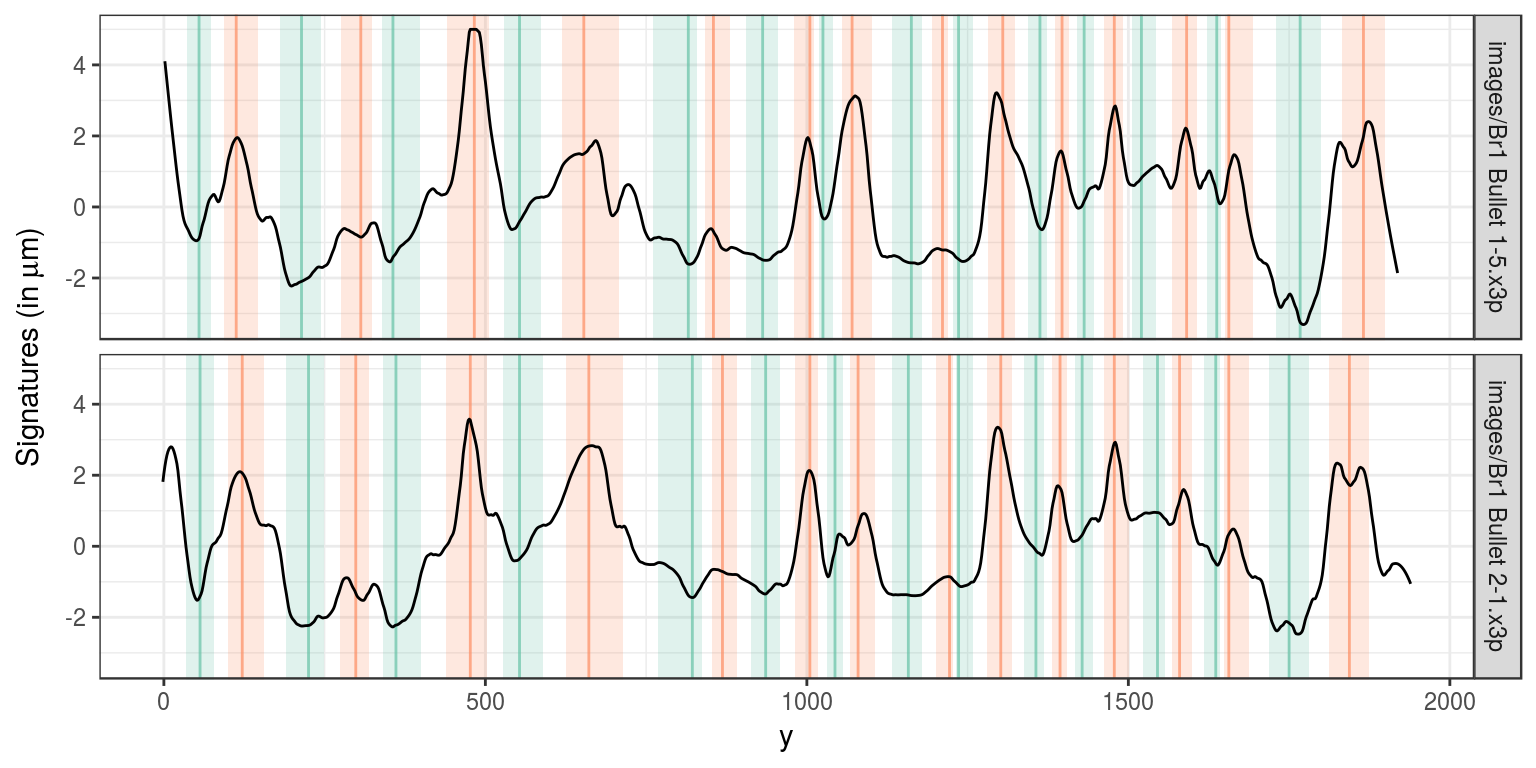 Signatures (in μm)
4
2
0
-2
images/Br1 Bullet 1-5.x3p
4
2
0
-2
images/Br1 Bullet 2-1.x3p
0 500 1000 1500 2000
y